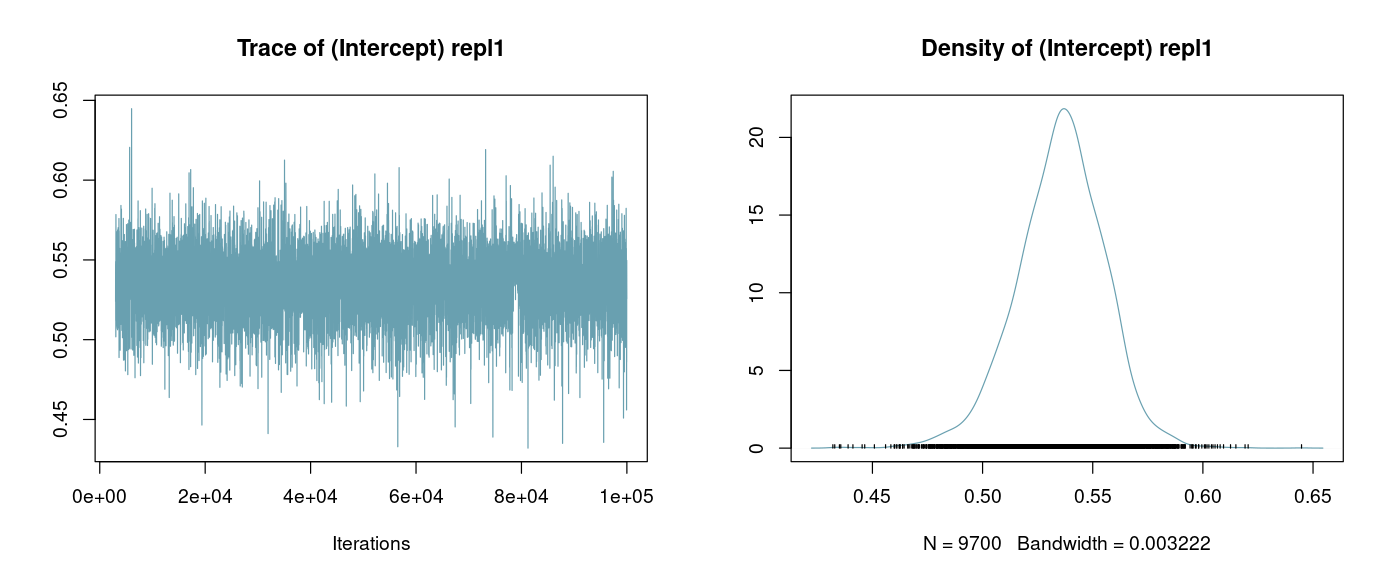 Trace of (Intercept) repl1
0.65
0.60
0.55
0.50
0.45
0e+00 2e+04 4e+04 6e+04 8e+04 1e+05
Iterations
Density of (Intercept) repl1
20
15
10
5
0
0.45 0.50 0.55 0.60 0.65
N = 9700 Bandwidth = 0.003222